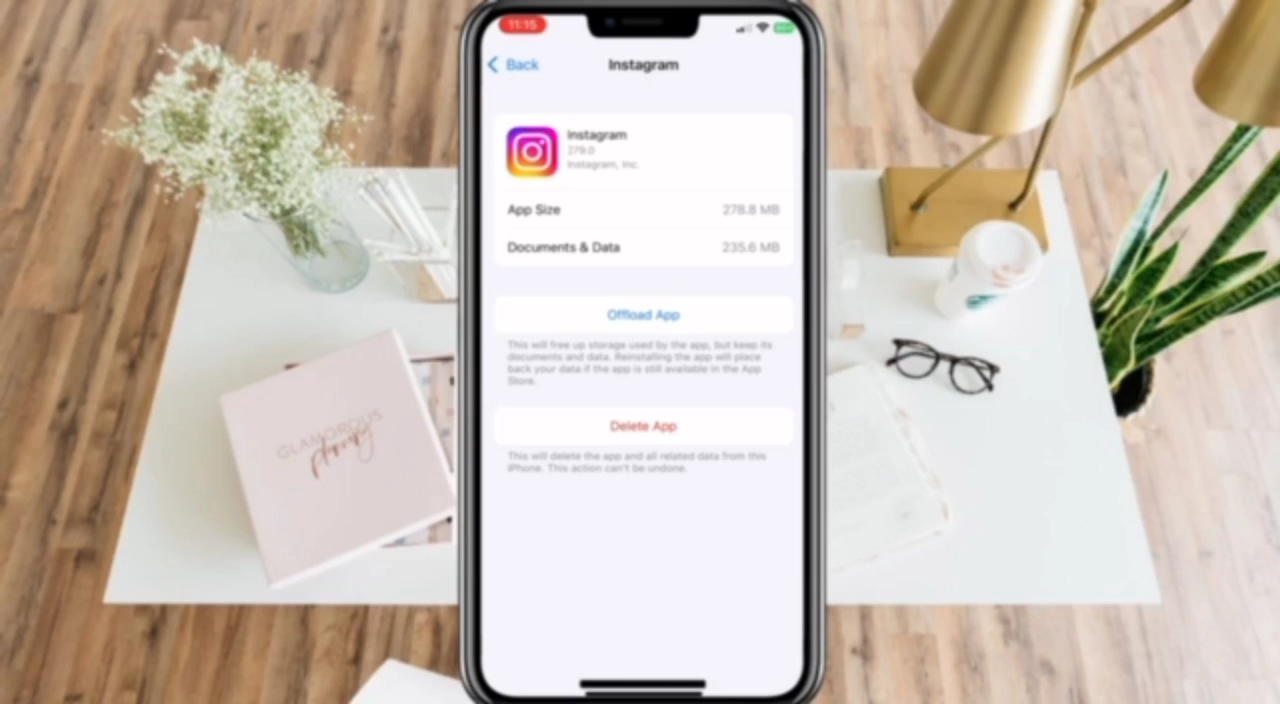 11:15
Back
Instagram
Instagram
279.0
Instagram, Inc.
App Size 278.8 MB
Documents & Data 235.6 MB
Offload App
This will free up storage used by the app, but keep its
documents and data. Reinstalling the app will place
back your data if the app is still available in the App
Store.
Delete App
This will delete the app and all related data from this
iPhone. This action can't be undone.
GLAMOROUS